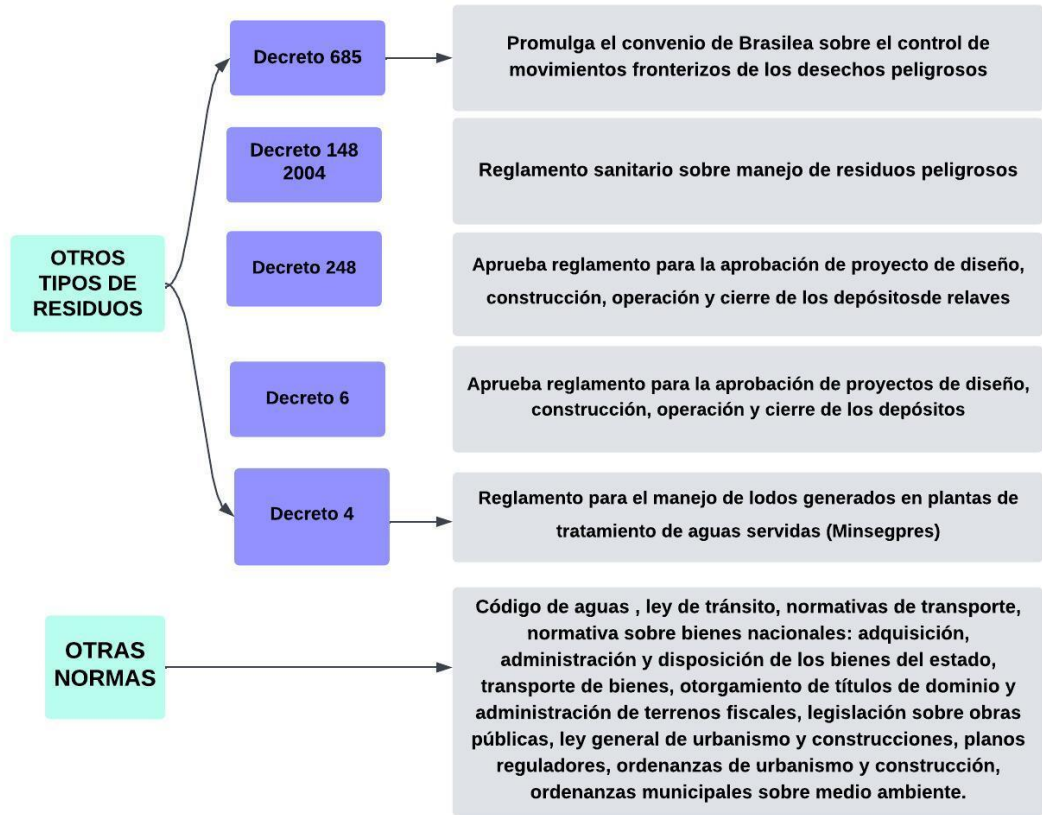 Decreto 685
Promulga el convenio de Brasilea sobre el control de
movimientos fronterizos de los desechos peligrosos
Decreto 148
2004
Reglamento sanitario sobre manejo de residuos peligrosos
OTROS
TIPOS DE
RESIDUOS
Decreto 248
Aprueba reglamento para la aprobación de proyecto de diseño,
construcción, operación y cierre de los depósitosde relaves
Decreto 6
Aprueba reglamento para la aprobación de proyectos de diseño,
construcción, operación y cierre de los depósitos
Decreto 4
Reglamento para el manejo de lodos generados en plantas de
tratamiento de aguas servidas (Minsegpres)
OTRAS
NORMAS
Código de aguas , ley de tránsito, normativas de transporte,
normativa sobre bienes nacionales: adquisición,
administración y disposición de los bienes del estado,
transporte de bienes, otorgamiento de títulos de dominio y
administración de terrenos fiscales, legislación sobre obras
públicas, ley general de urbanismo y construcciones, planos
reguladores, ordenanzas de urbanismo y construcción,
ordenanzas municipales sobre medio ambiente.